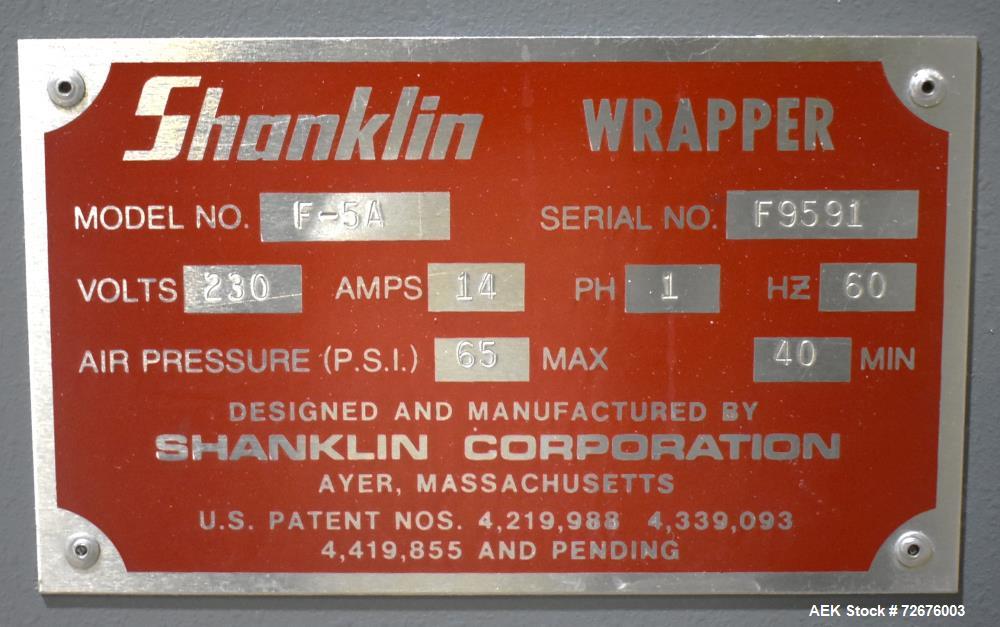 Shanklin WRAPPER
MODEL NO. F-5A SERIAL NO. F9591
VOLTS 230 AMPS 14 PH 1 HZ 60
AIR PRESSURE (P.S.I.) 65 MAX 40 MIN
DESIGNED AND MANUFACTURED BY
SHANKLIN CORPORATION
AYER, MASSACHUSETTS
U.S. PATENT NOS. 4,219,988 4,339,093
4,419,855 AND PENDING
AEK Stock # 72676003